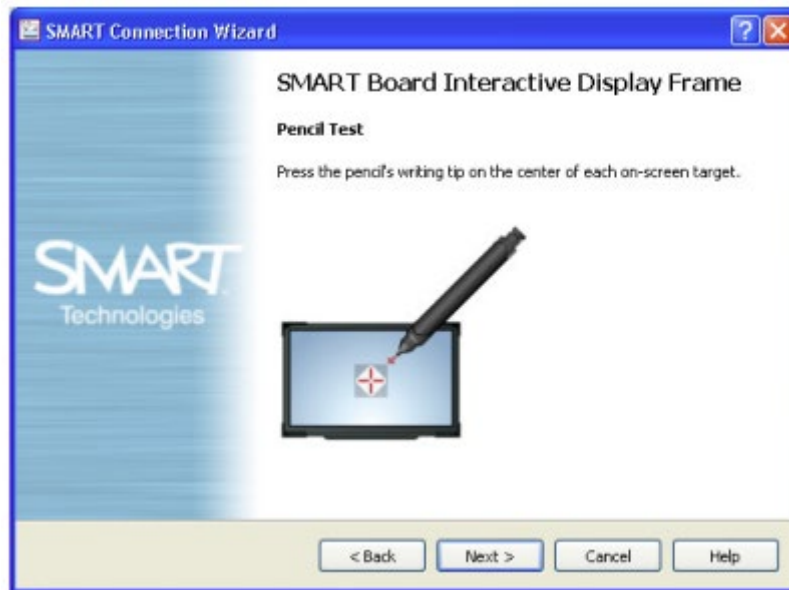 SMART Connection Wizard
SMART Board Interactive Display Frame
Pencil Test
Press the pencil's writing tip on the center of each on-screen target.
SMART
Technologies
< Back Next > Cancel Help